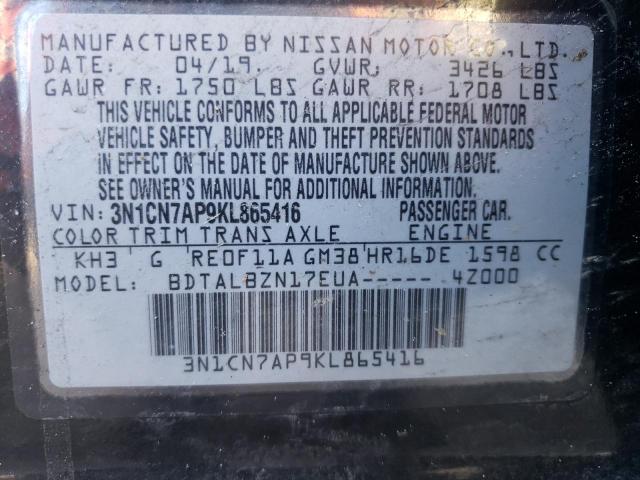 MANUFACTURED BY NISSAN MOTOR CO., LTD.
DATE: 04/19 GVWR: 3426 LBS
GAWR FR: 1750 LBS GAWR RR: 1708 LBS
THIS VEHICLE CONFORMS TO ALL APPLICABLE FEDERAL MOTOR
VEHICLE SAFETY, BUMPER AND THEFT PREVENTION STANDARDS
IN EFFECT ON THE DATE OF MANUFACTURE SHOWN ABOVE.
SEE OWNER'S MANUAL FOR ADDITIONAL INFORMATION.
VIN: 3N1CN7AP9KL865416 PASSENGER CAR.
COLOR TRIM TRANS AXLE ENGINE
KH3 G RE0F11A GM38 HR16DE 1598 CC
MODEL: BDTALBZN17EUA----- 4Z000
3N1CN7AP9KL865416